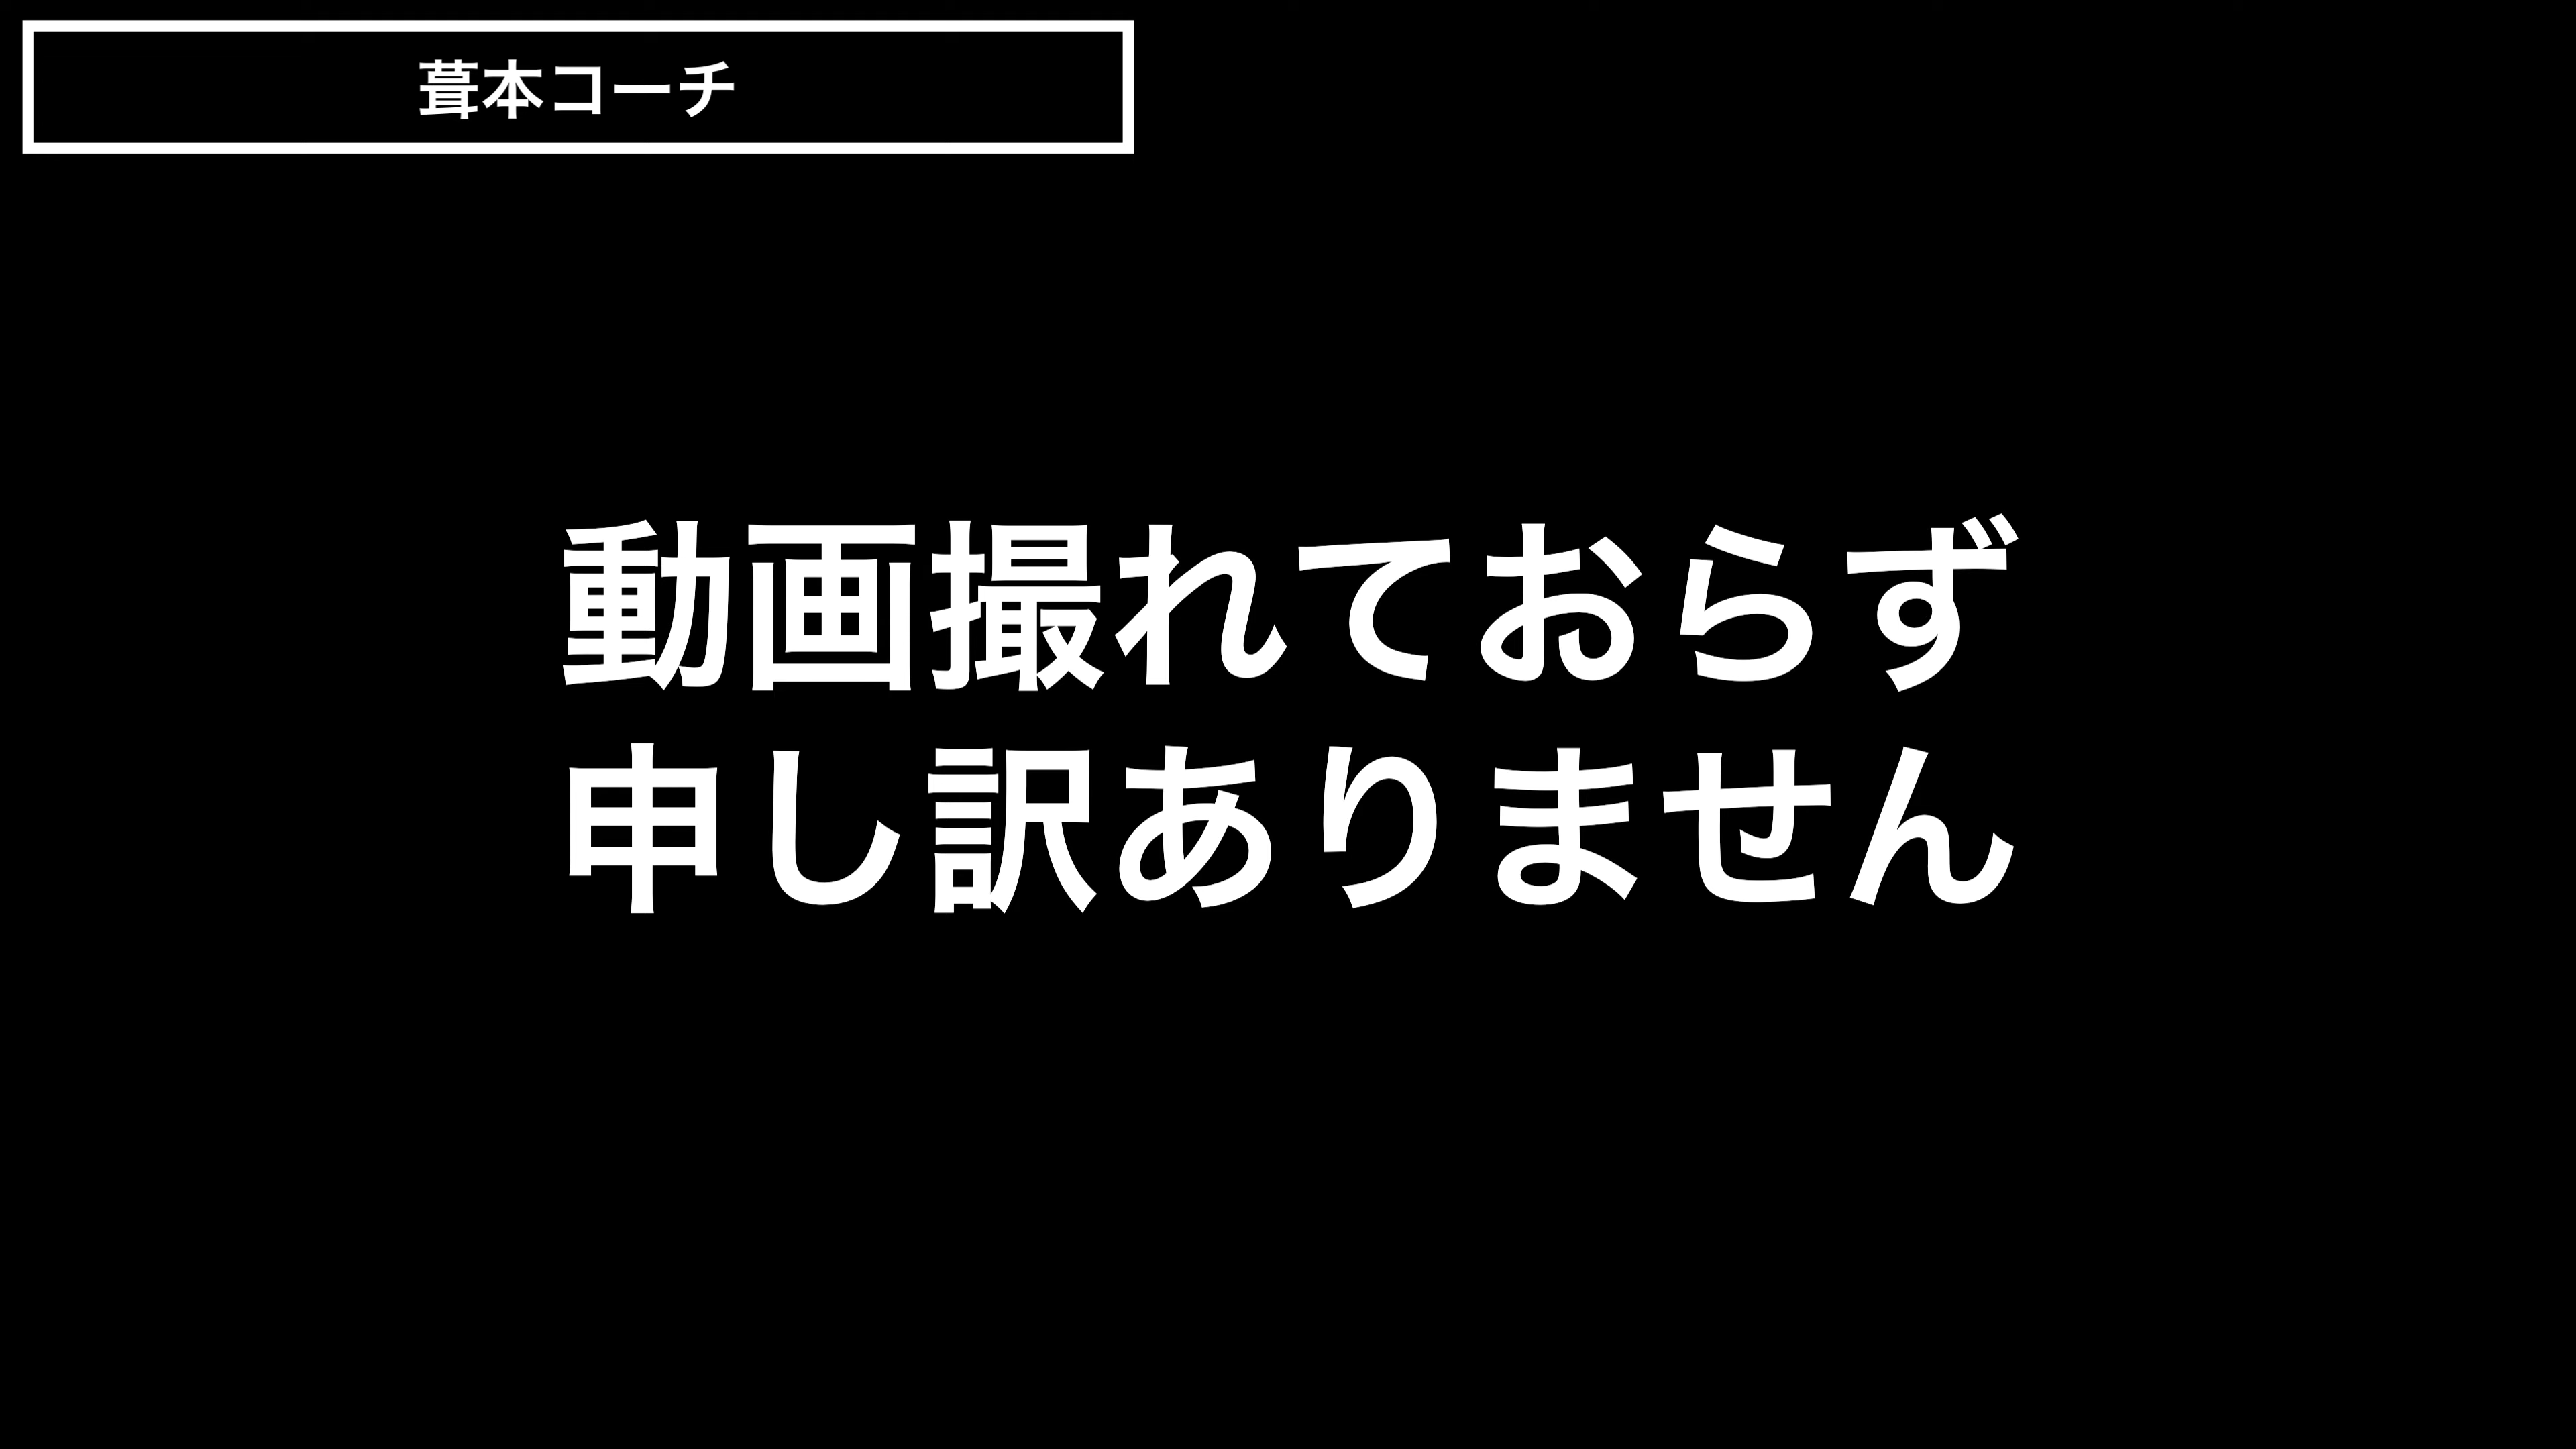 葺本コーチ
動画撮れておらず
申し訳ありません